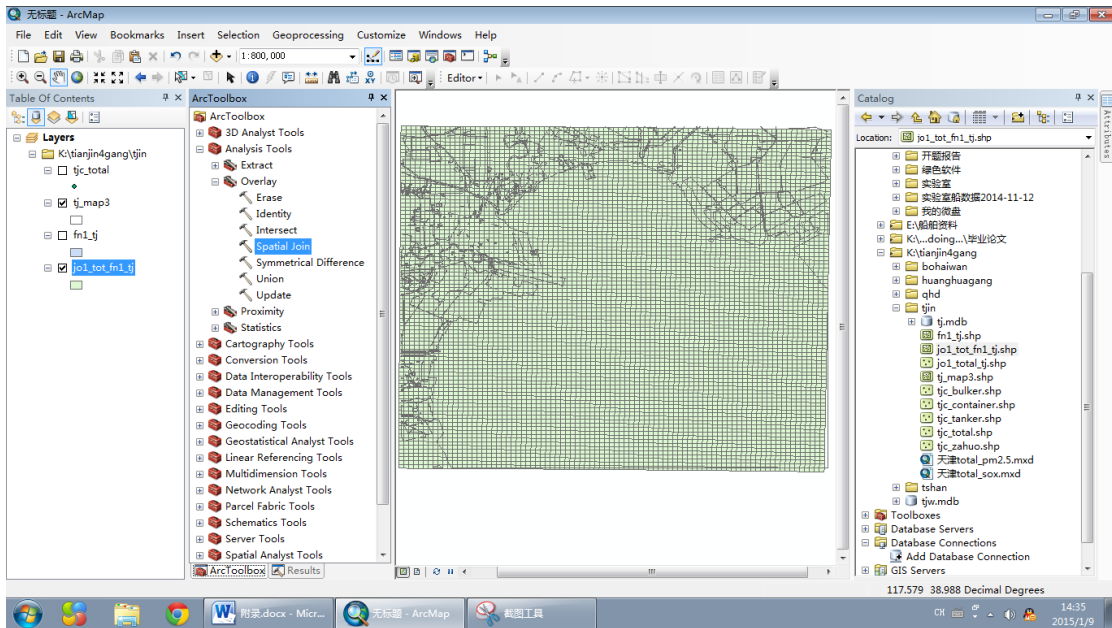 无标题 - ArcMap
File Edit View Bookmarks Insert Selection Geoprocessing Customize Windows Help
1:800,000
Editor
Table Of Contents
Layers
K:\tianjin4gang\tjin
tjc_total
tj_map3
fn1_tj
jo1_tot_fn1_tj
ArcToolbox
ArcToolbox
3D Analyst Tools
Analysis Tools
Extract
Overlay
Erase
Identity
Intersect
Spatial Join
Symmetrical Difference
Union
Update
Proximity
Statistics
Cartography Tools
Conversion Tools
Data Interoperability Tools
Data Management Tools
Editing Tools
Geocoding Tools
Geostatistical Analyst Tools
Linear Referencing Tools
Multidimension Tools
Network Analyst Tools
Parcel Fabric Tools
Schematics Tools
Server Tools
Spatial Analyst Tools
ArcToolbox Results
Catalog
Location: jo1_tot_fn1_tj.shp
开题报告
绿色软件
实验室
实验室船数据2014-11-12
我的微盘
E:\船舶资料
K:\...doing...\毕业论文
K:\tianjin4gang
bohaiwan
huanghuagang
qhd
tjin
tj.mdb
fn1_tj.shp
jo1_tot_fn1_tj.shp
jo1_total_tj.shp
tj_map3.shp
tjc_bulker.shp
tjc_container.shp
tjc_tanker.shp
tjc_total.shp
tjc_zahuo.shp
天津total_pm2.5.mxd
天津total_sox.mxd
tshan
tjw.mdb
Toolboxes
Database Servers
Database Connections
Add Database Connection
GIS Servers
Attributes
117.579 38.988 Decimal Degrees
附录.docx - Micr...
无标题 - ArcMap
截图工具
CH
14:35
2015/1/9